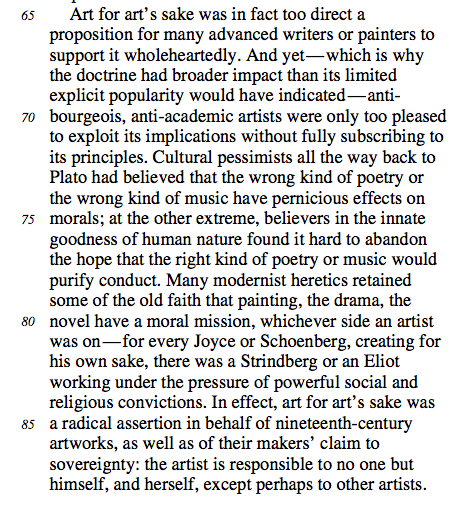 65 Art for art’s sake was in fact too direct a
proposition for many advanced writers or painters to
support it wholeheartedly. And yet—which is why
the doctrine had broader impact than its limited
explicit popularity would have indicated—anti-
70 bourgeois, anti-academic artists were only too pleased
to exploit its implications without fully subscribing to
its principles. Cultural pessimists all the way back to
Plato had believed that the wrong kind of poetry or
the wrong kind of music have pernicious effects on
75 morals; at the other extreme, believers in the innate
goodness of human nature found it hard to abandon
the hope that the right kind of poetry or music would
purify conduct. Many modernist heretics retained
some of the old faith that painting, the drama, the
80 novel have a moral mission, whichever side an artist
was on—for every Joyce or Schoenberg, creating for
his own sake, there was a Strindberg or an Eliot
working under the pressure of powerful social and
religious convictions. In effect, art for art’s sake was
85 a radical assertion in behalf of nineteenth-century
artworks, as well as of their makers’ claim to
sovereignty: the artist is responsible to no one but
himself, and herself, except perhaps to other artists.